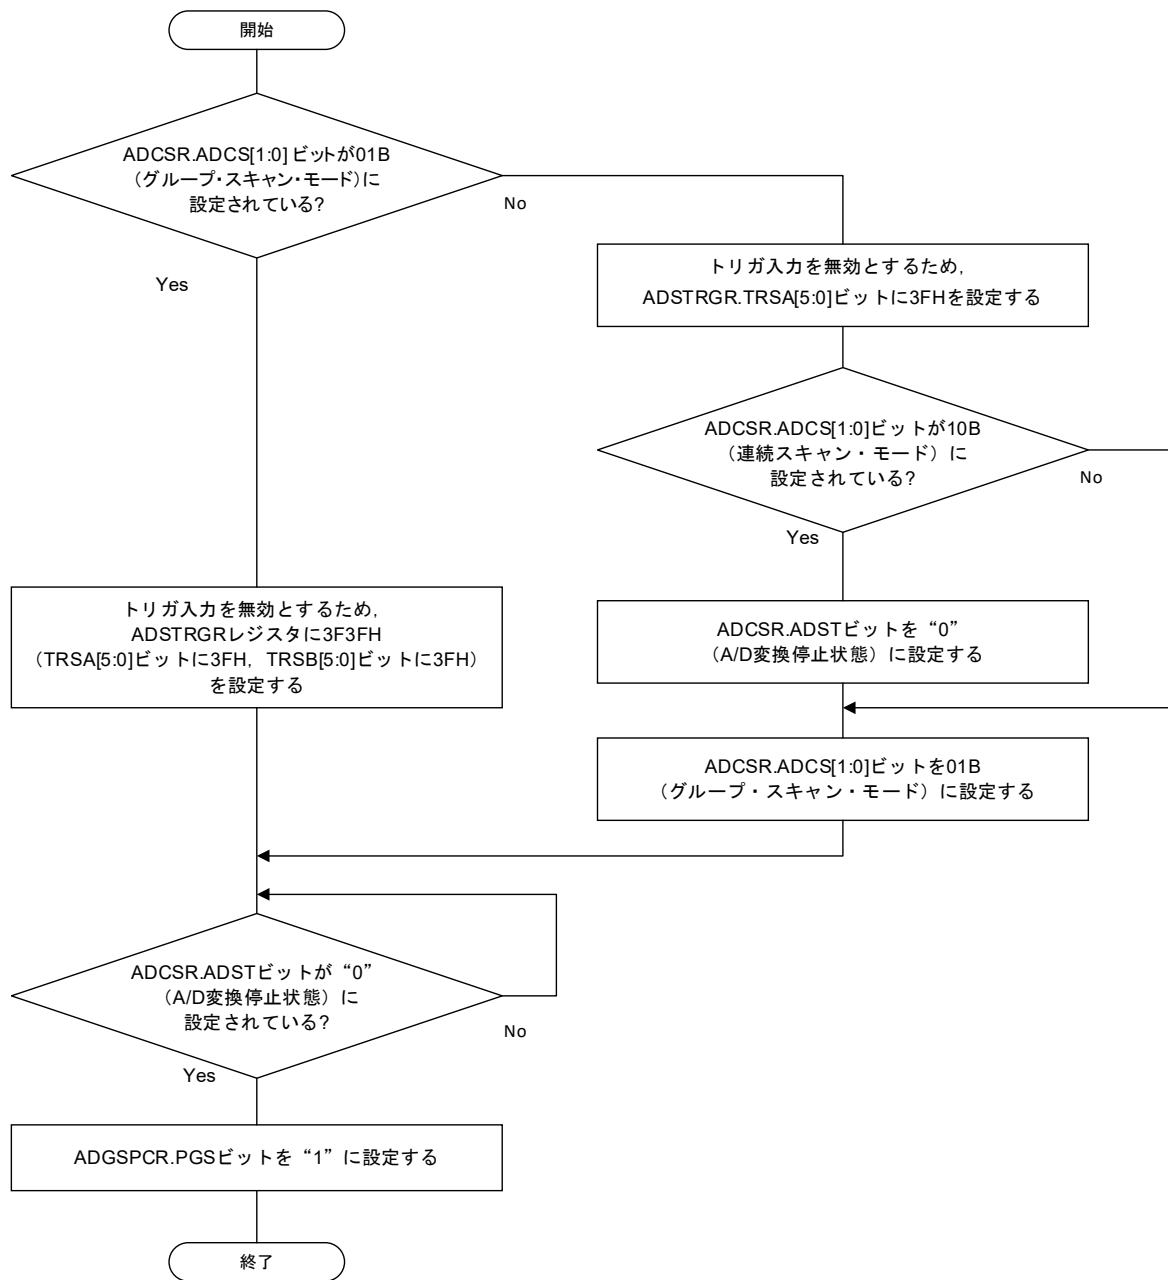 開始
ADCSR.ADCS[1:0] ビットが01B
（グループ・スキャン・モード）に
設定されている?
No
Yes
トリガ入力を無効とするため,
ADSTRGR.TRSA[5:0]ビットに3FHを設定する
ADCSR.ADCS[1:0]ビットが10B
（連続スキャン・モード）に
設定されている?
No
Yes
トリガ入力を無効とするため,
ADSTRGRレジスタに3F3FH
（TRSA[5:0]ビットに3FH, TRSB[5:0]ビットに3FH）
を設定する
ADCSR.ADSTビットを“0”
（A/D変換停止状態）に設定する
ADCSR.ADCS[1:0]ビットを01B
（グループ・スキャン・モード）に設定する
ADCSR.ADSTビットが“0”
（A/D変換停止状態）に
設定されている?
No
Yes
ADGSPCR.PGSビットを“1”に設定する
終了